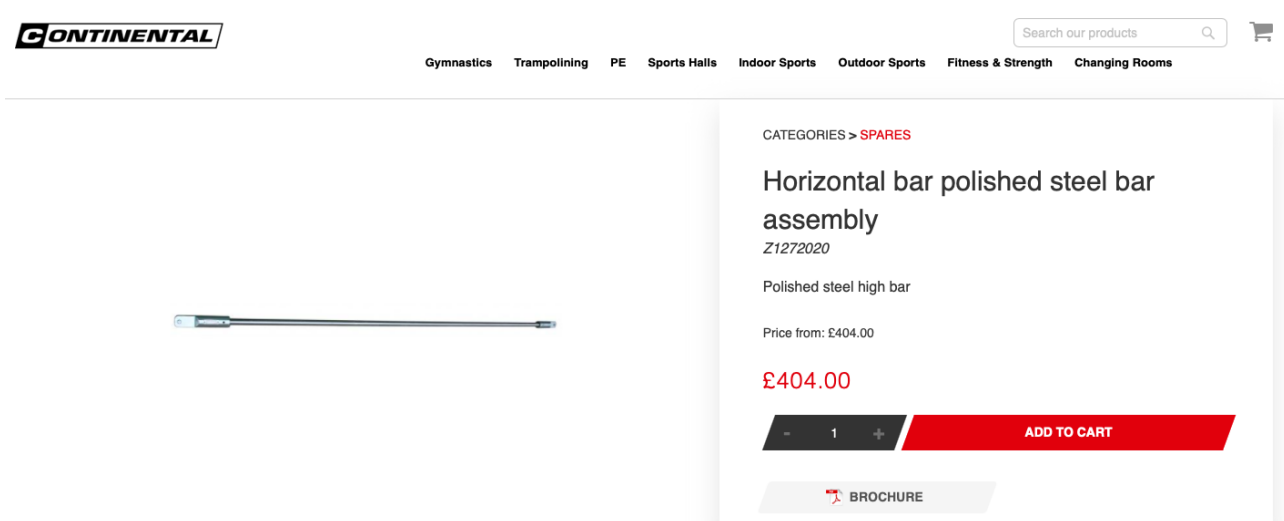 CONTINENTAL
Search our products
Gymnastics Trampolining PE Sports Halls Indoor Sports Outdoor Sports Fitness & Strength Changing Rooms
CATEGORIES > SPARES
Horizontal bar polished steel bar
assembly
Z1272020
Polished steel high bar
Price from: £404.00
£404.00
- 1 + ADD TO CART
BROCHURE